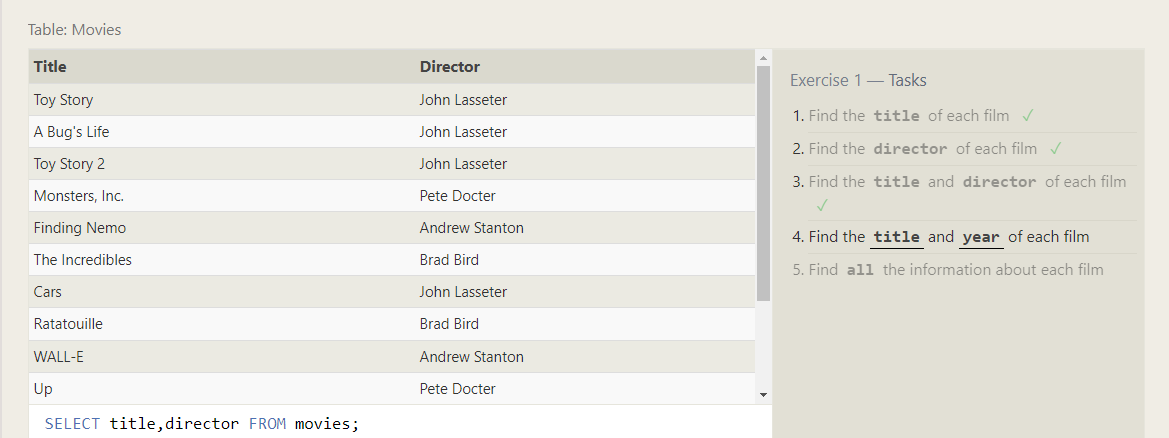 Table: Movies
Title Director
Toy Story John Lasseter
A Bug's Life John Lasseter
Toy Story 2 John Lasseter
Monsters, Inc. Pete Docter
Finding Nemo Andrew Stanton
The Incredibles Brad Bird
Cars John Lasseter
Ratatouille Brad Bird
WALL-E Andrew Stanton
Up Pete Docter
SELECT title,director FROM movies;
Exercise 1 — Tasks
1. Find the title of each film ✓
2. Find the director of each film ✓
3. Find the title and director of each film
✓
4. Find the title and year of each film
5. Find all the information about each film